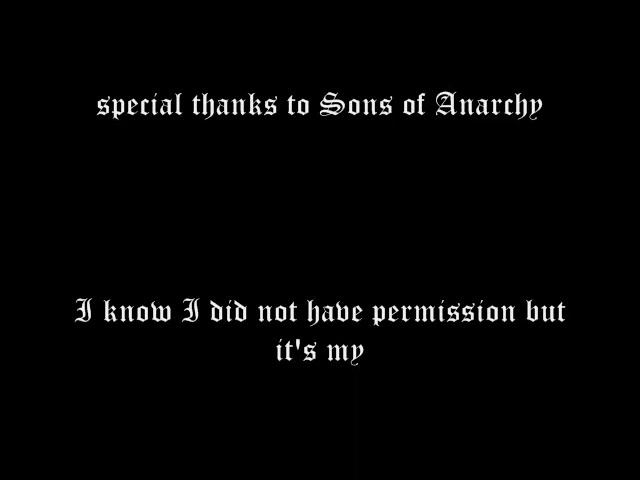 special thanks to Sons of Anarchy
I know I did not have permission but
it's my